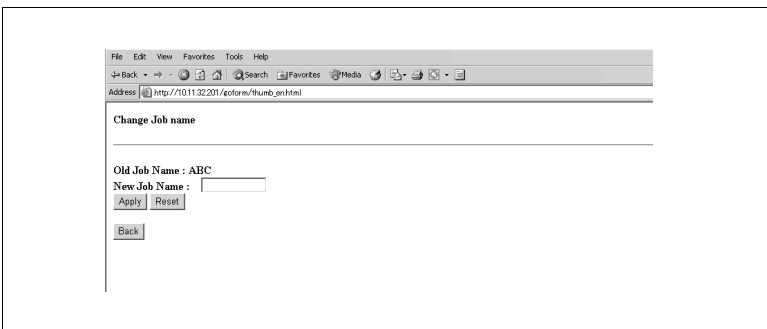 File Edit View Favorites Tools Help
Back Search Favorites Media
Address http://10.11.32.201/goform/thumb_en.html
Change Job name
Old Job Name : ABC
New Job Name :
Apply Reset
Back